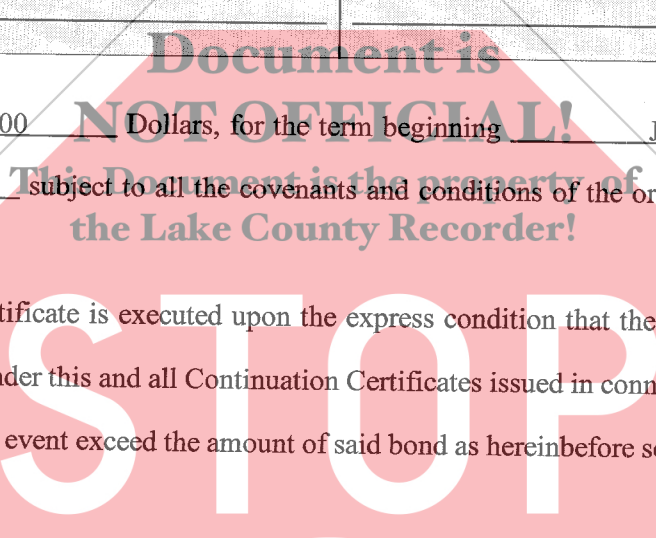 Document is
NOT OFFICIAL!
00 Dollars, for the term beginning J
This Document is the property of
subject to all the covenants and conditions of the or
the Lake County Recorder!
STOP
tificate is executed upon the express condition that the
nder this and all Continuation Certificates issued in conn
event exceed the amount of said bond as hereinbefore se